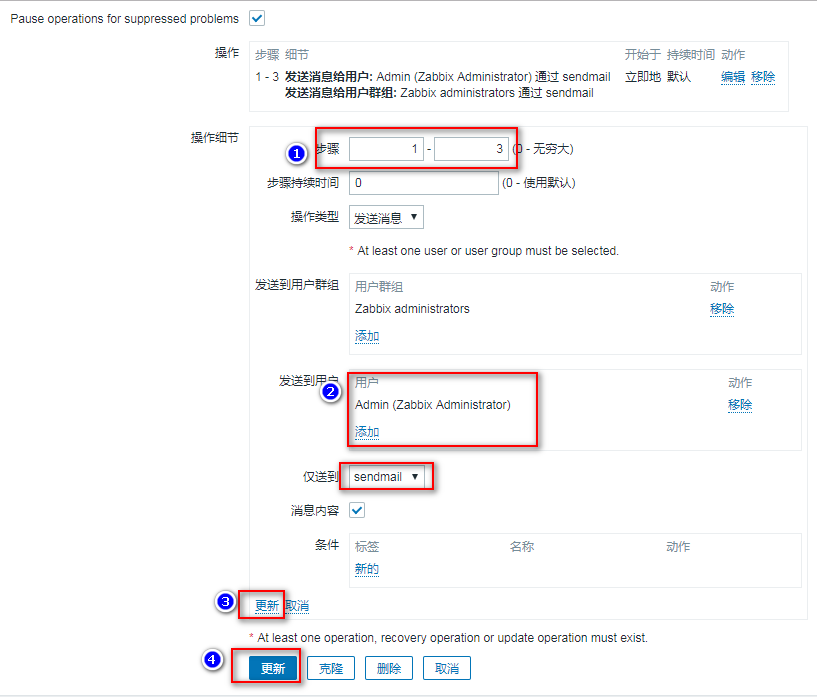 Pause operations for suppressed problems
操作 步骤 细节 开始于 持续时间 动作
1 - 3 发送消息给用户: Admin (Zabbix Administrator) 通过 sendmail 立即地 默认 编辑 移除
发送消息给用户群组: Zabbix administrators 通过 sendmail
操作细节
1 步骤 1 - 3 (0 - 无穷大)
步骤持续时间 0 (0 - 使用默认)
操作类型 发送消息 ▼
* At least one user or user group must be selected.
发送到用户群组 用户群组 动作
Zabbix administrators 移除
添加
发送到用户 用户 动作
2 Admin (Zabbix Administrator) 移除
添加
仅送到 sendmail ▼
消息内容
条件 标签 名称 动作
新的
3 更新 取消
* At least one operation, recovery operation or update operation must exist.
4 更新 克隆 删除 取消